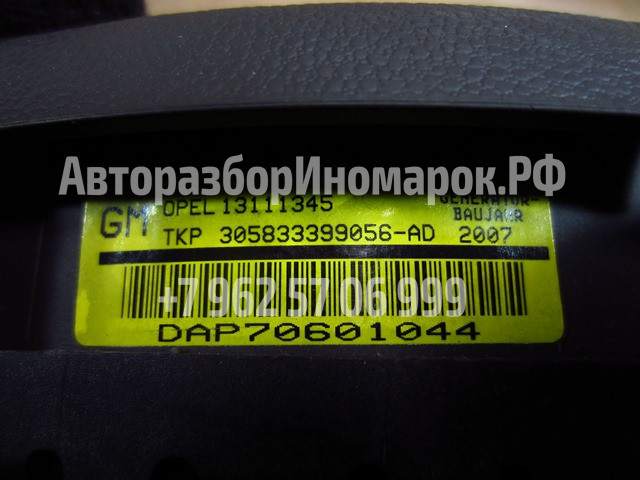 АвторазборИномарок.РФ
GM OPEL 13111345 GENERATOR-
BAUJAHR
TKP 305833399056-AD 2007
+7 962 57 06 999
DAP70601044